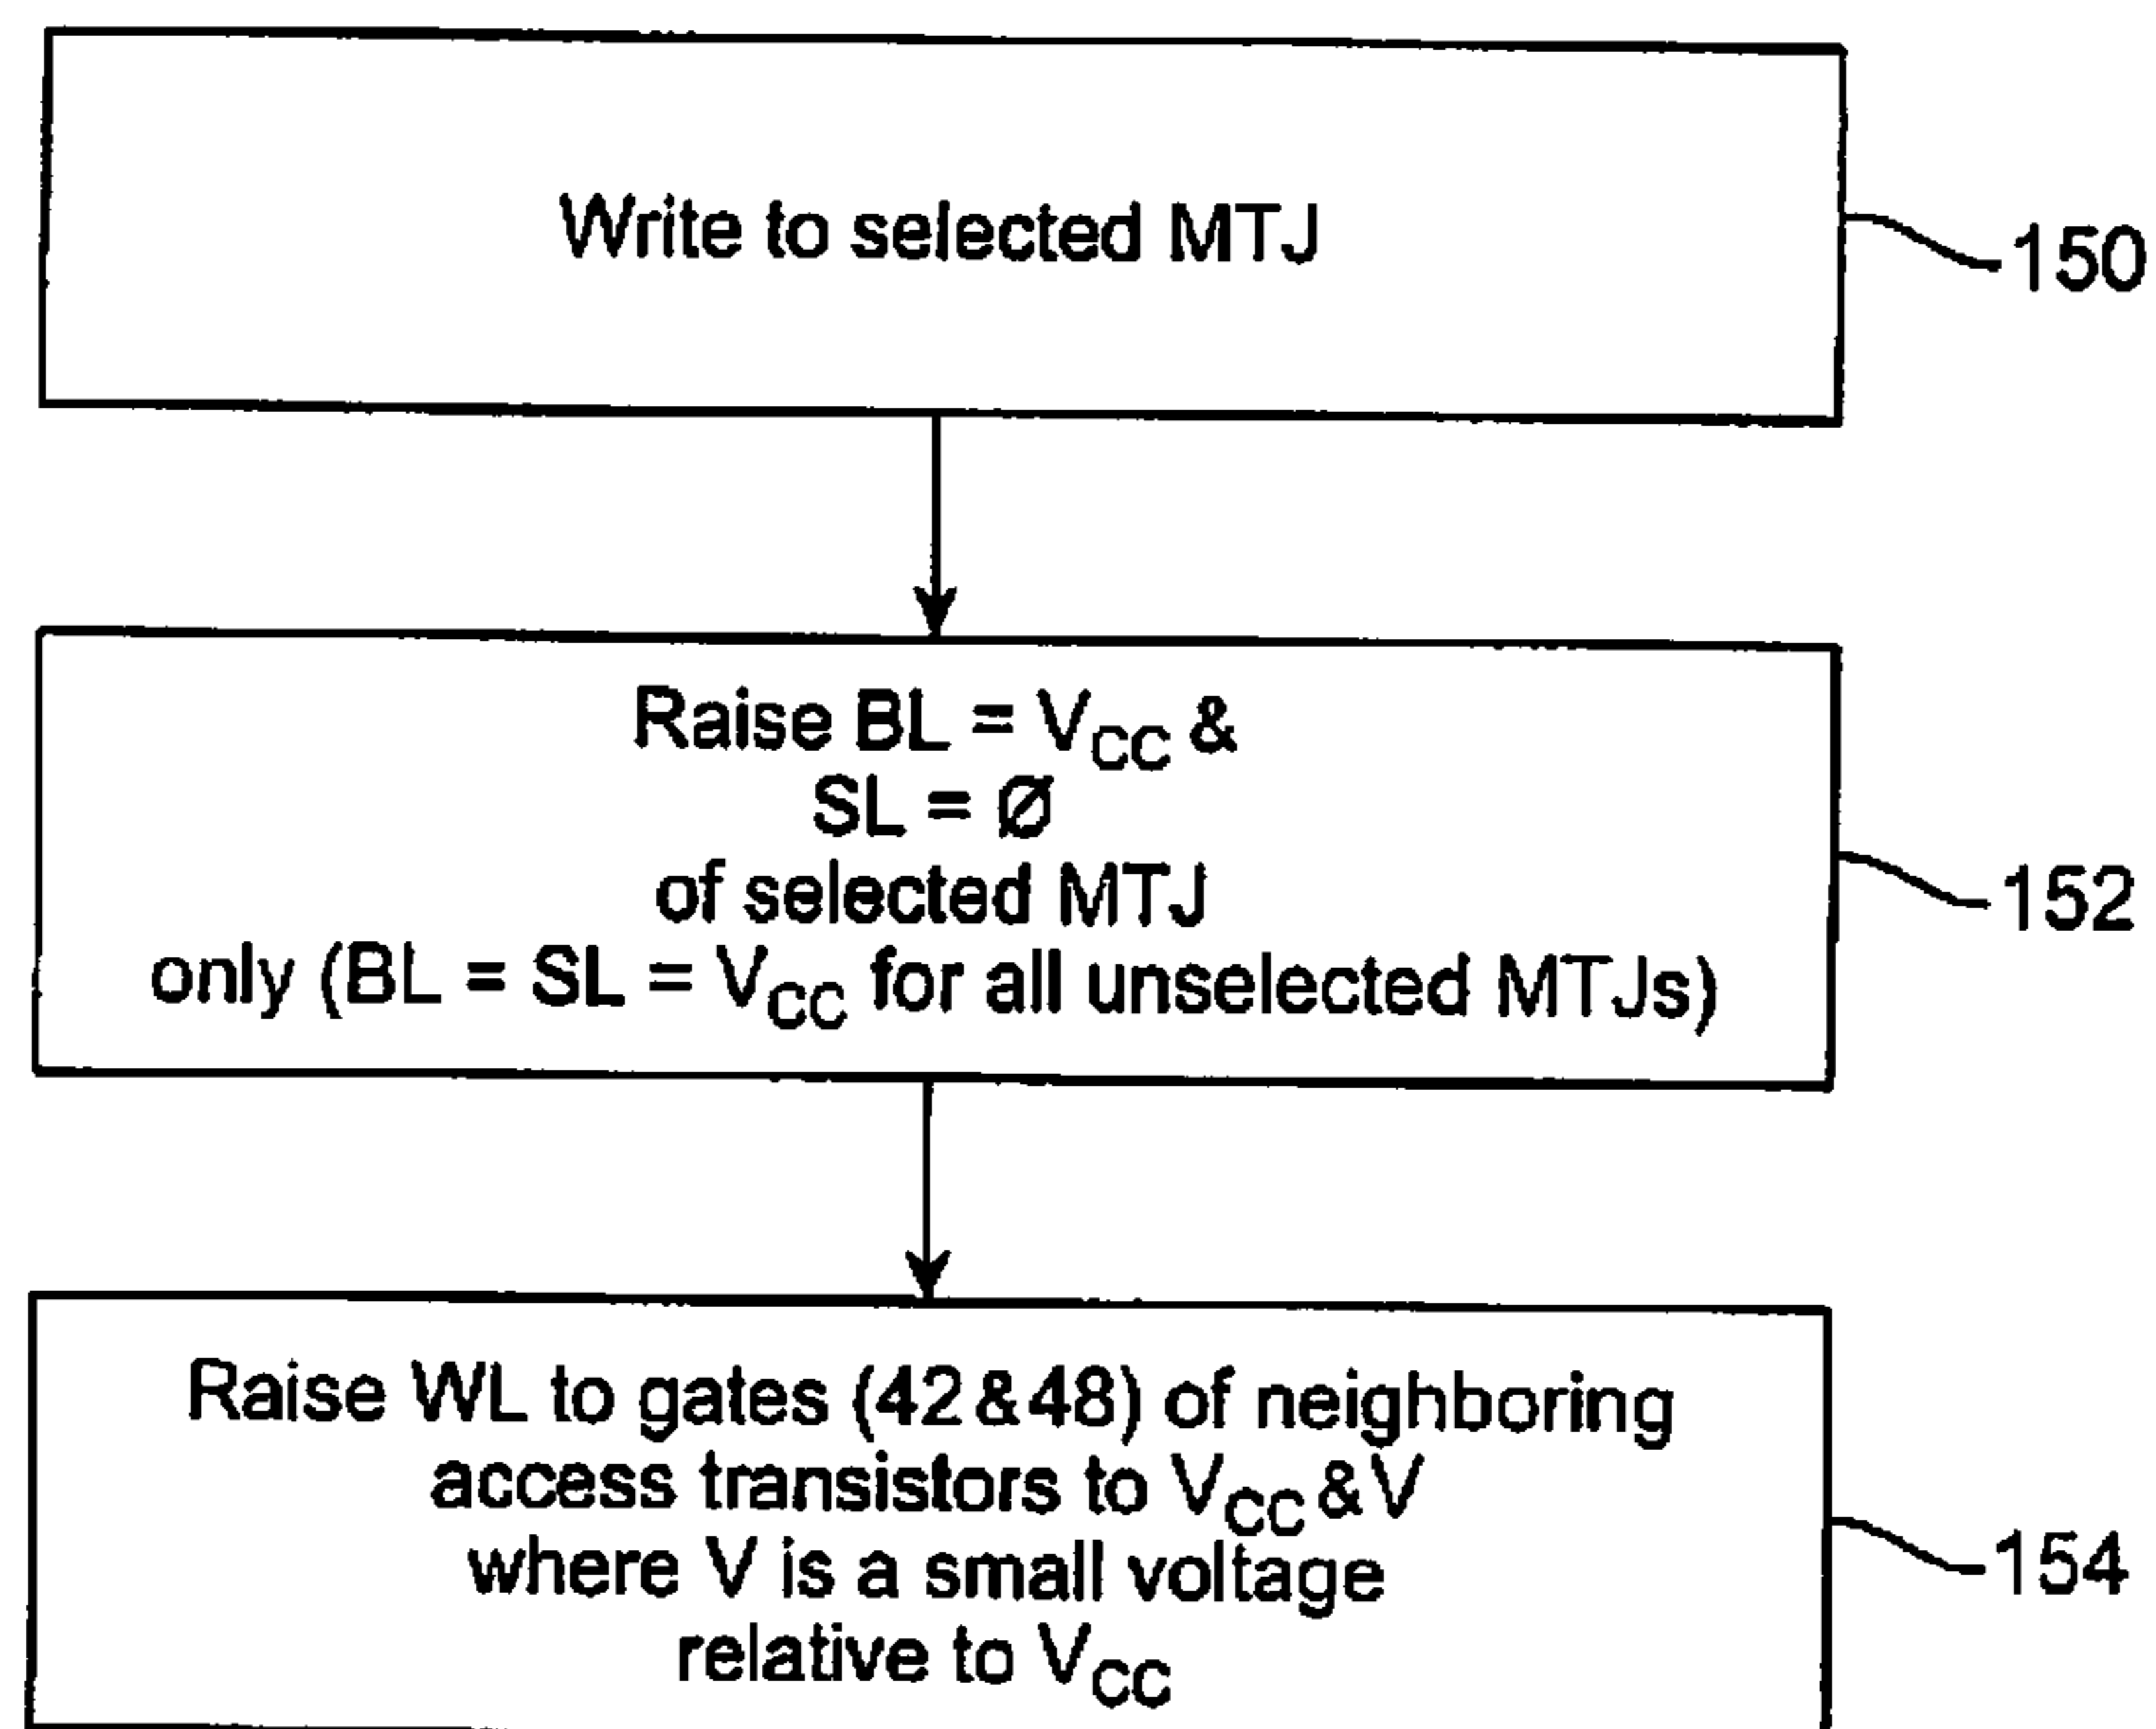 Write to selected MTJ
150
Raise BL = VCC &
SL = Ø
of selected MTJ
only (BL = SL = VCC for all unselected MTJs)
152
Raise WL to gates (42&48) of neighboring
access transistors to VCC&V
where V is a small voltage
relative to VCC
154